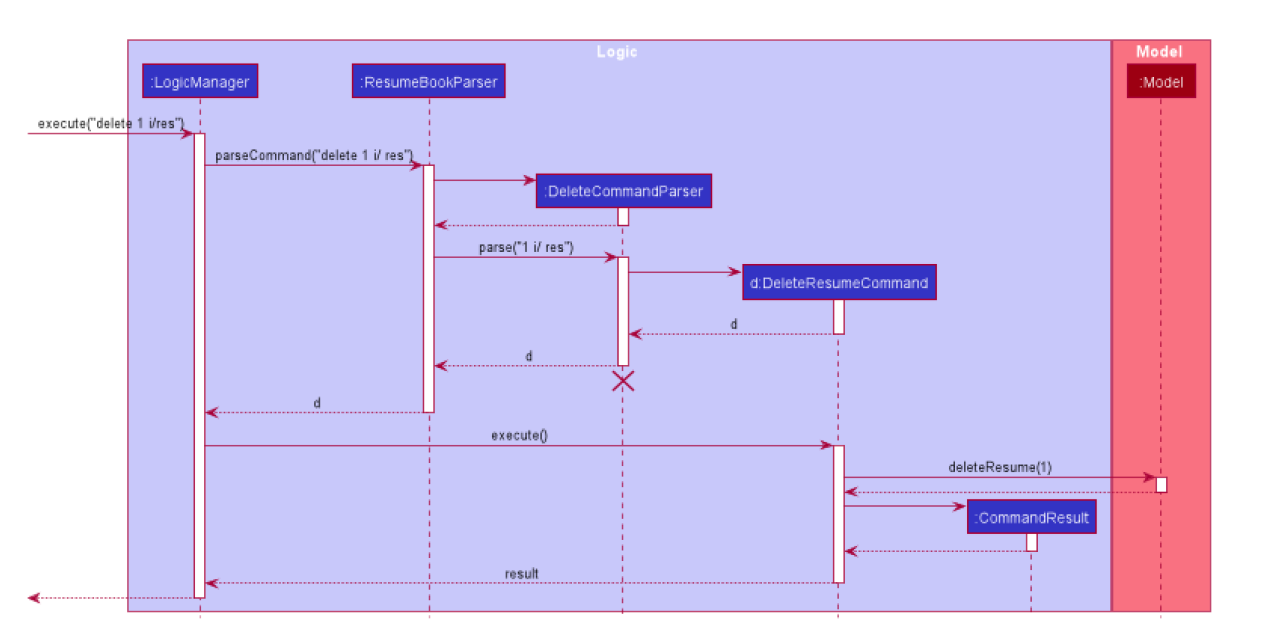 Logic
Model
:LogicManager
:ResumeBookParser
:Model
execute("delete 1 i/res")
parseCommand("delete 1 i/ res")
:DeleteCommandParser
parse("1 i/ res")
d:DeleteResumeCommand
d
d
d
execute()
deleteResume(1)
:CommandResult
result